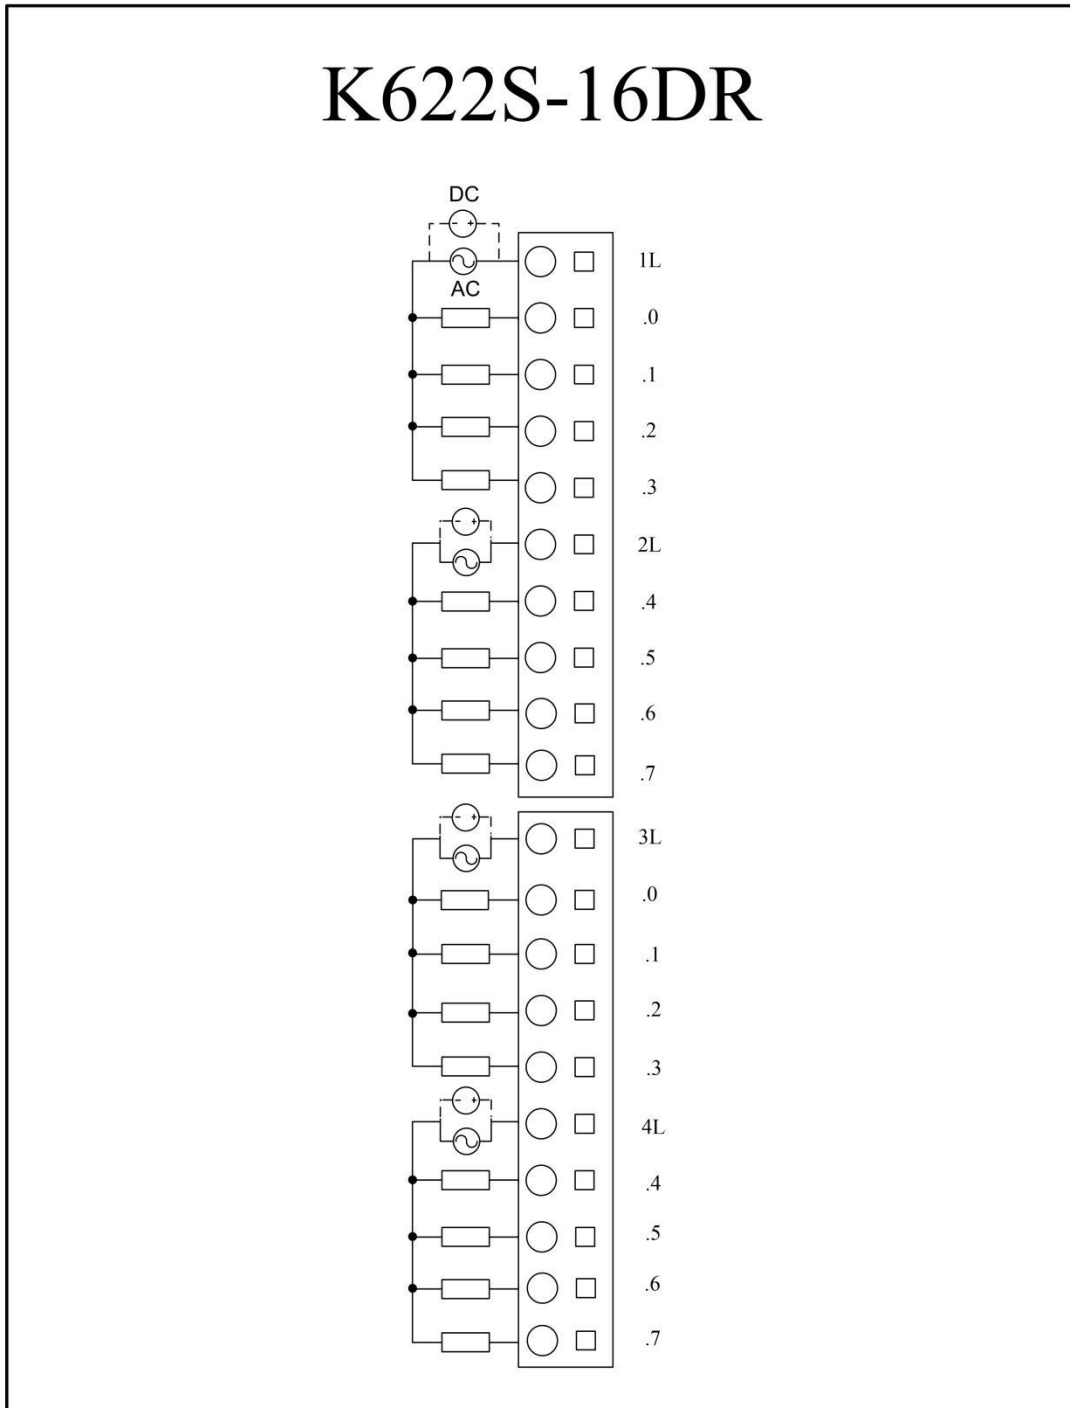 K622S-16DR
DC
- +
1L
AC
.0
.1
.2
.3
- +
2L
.4
.5
.6
.7
- +
3L
.0
.1
.2
.3
- +
4L
.4
.5
.6
.7